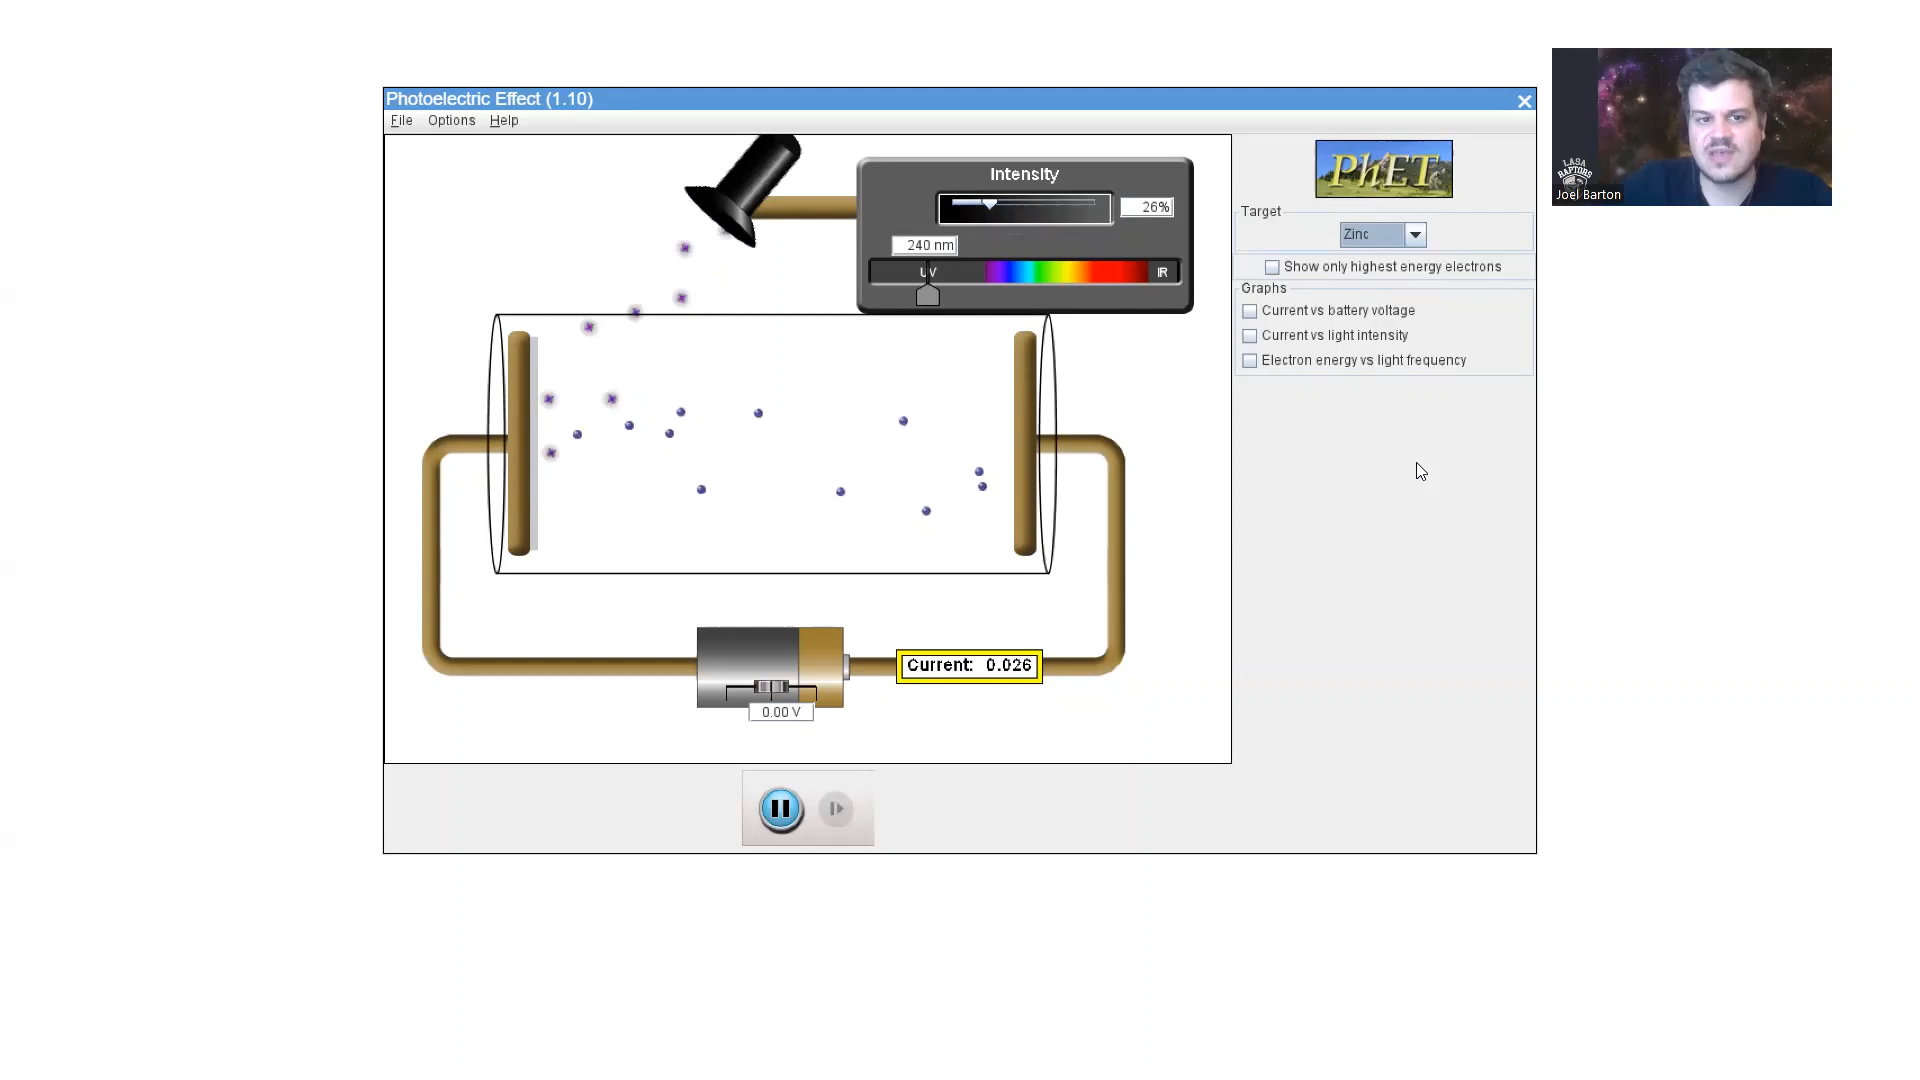 Photoelectric Effect (1.10)
File Options Help
Intensity
26%
240 nm
UV
IR
Current: 0.026
0.00 V
PhET
Target
Zinc
Show only highest energy electrons
Graphs
Current vs battery voltage
Current vs light intensity
Electron energy vs light frequency
LASA
RAPTORS
Joel Barton